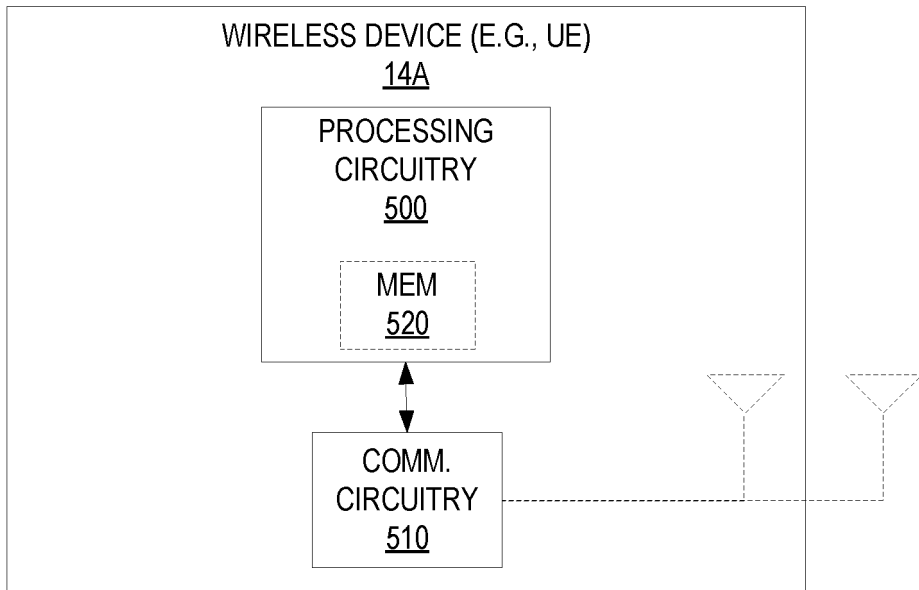 WIRELESS DEVICE (E.G., UE)
14A
PROCESSING
CIRCUITRY
500
MEM
520
COMM.
CIRCUITRY
510